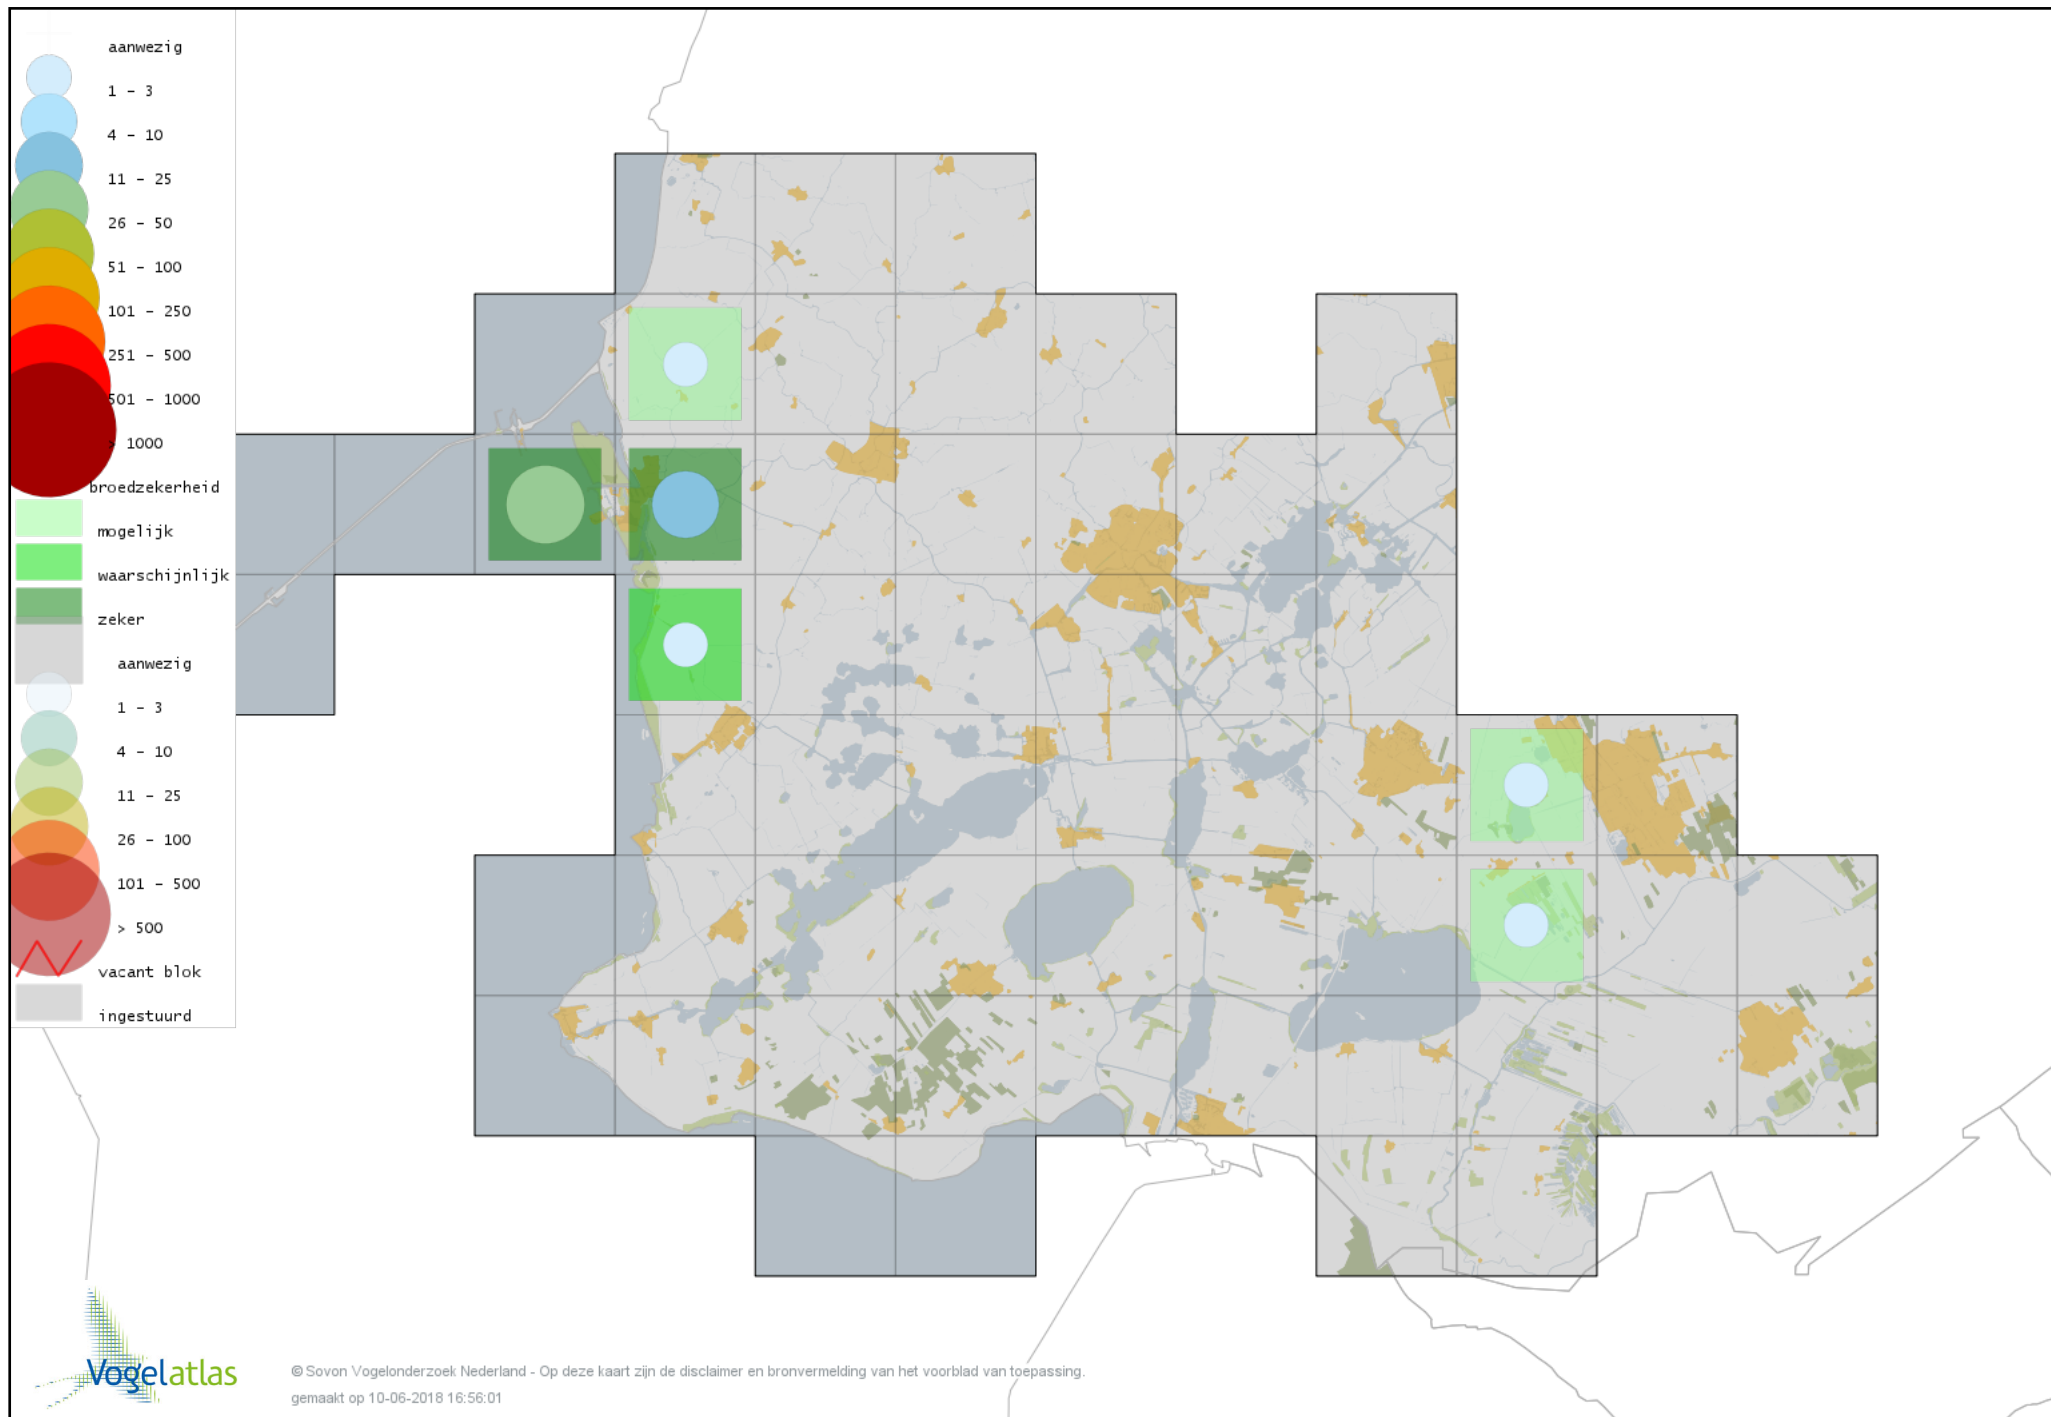 aanwezig
1 - 3
4 - 10
11 - 25
26 - 50
51 - 100
101 - 250
251 - 500
501 - 1000
> 1000
broedzekerheid
mogelijk
waarschijnlijk
zeker
aanwezig
1 - 3
4 - 10
11 - 25
26 - 100
101 - 500
> 500
vacant blok
ingestuurd
Vogelatlas
© Sovon Vogelonderzoek Nederland - Op deze kaart zijn de disclaimer en bronvermelding van het voorblad van toepassing.
gemaakt op 10-06-2018 16:56:01